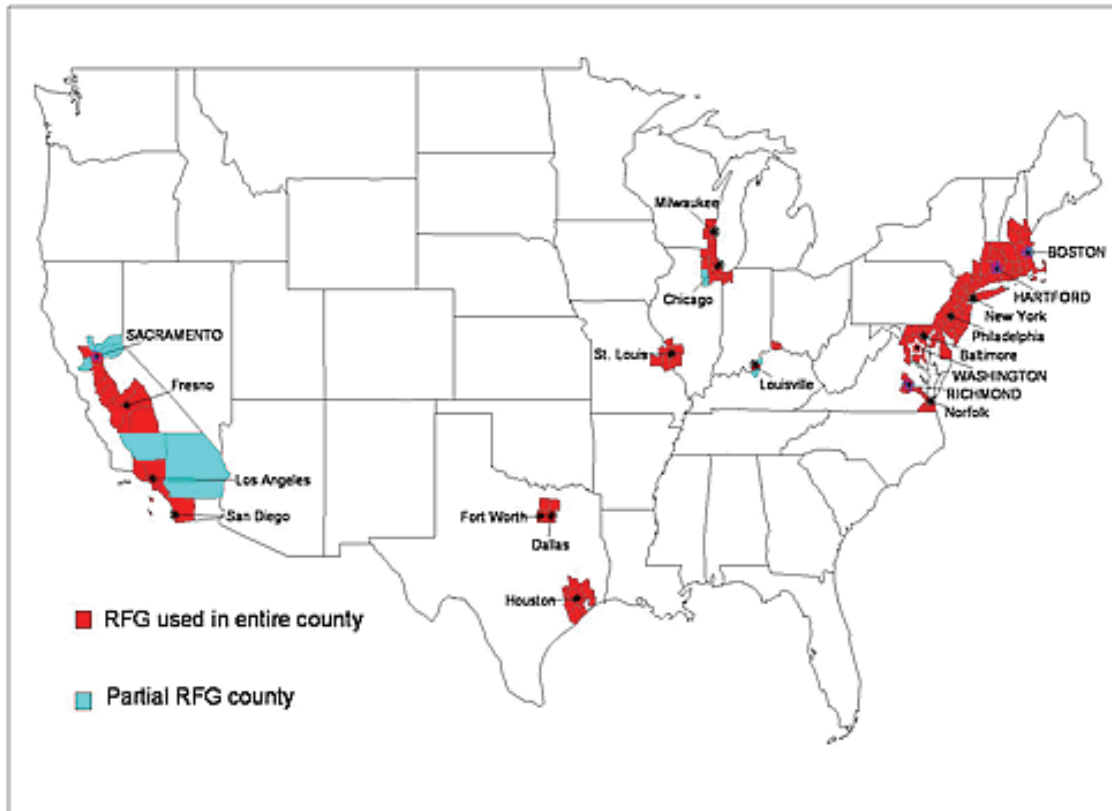 Milwaukee
BOSTON
Chicago
HARTFORD
New York
SACRAMENTO
Philadelphia
St. Louis
Baltimore
WASHINGTON
Louisville
Fresno
RICHMOND
Norfolk
Los Angeles
San Diego
Fort Worth
Dallas
Houston
RFG used in entire county
Partial RFG county